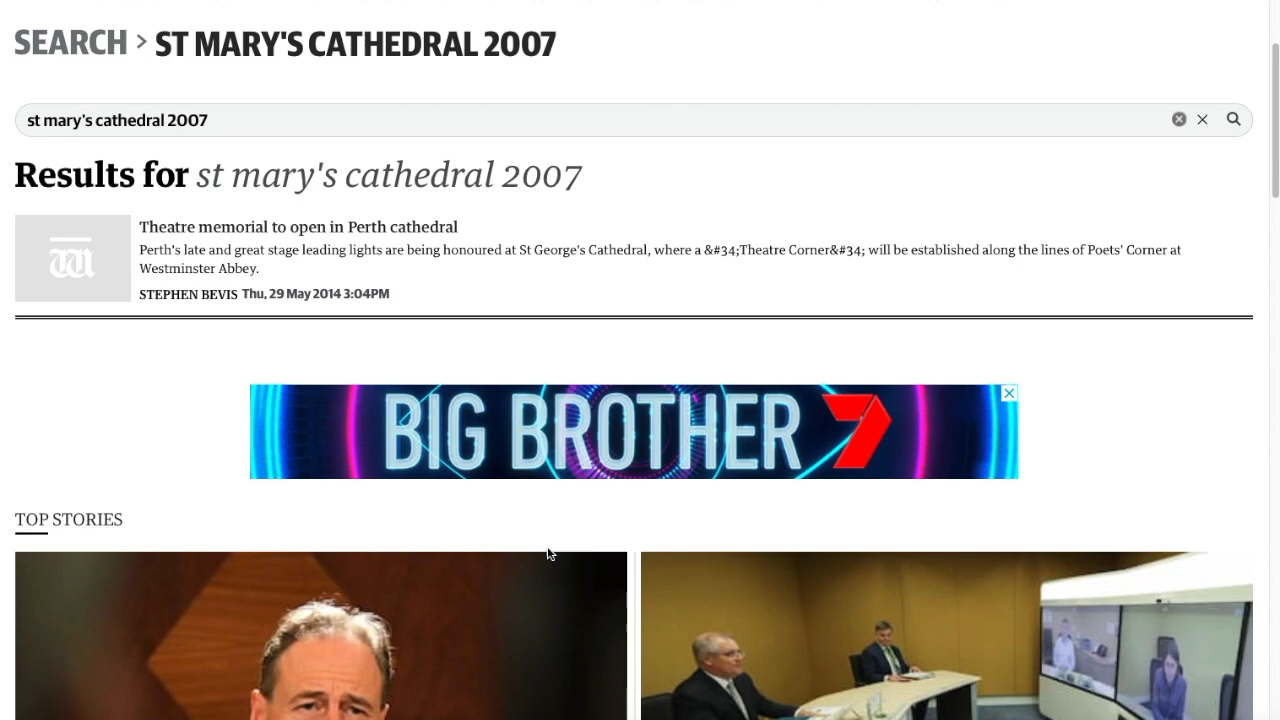 SEARCH > ST MARY'S CATHEDRAL 2007
st mary's cathedral 2007
Results for st mary's cathedral 2007
Theatre memorial to open in Perth cathedral
Perth's late and great stage leading lights are being honoured at St George's Cathedral, where a &#34;Theatre Corner&#34; will be established along the lines of Poets' Corner at
Westminster Abbey.
STEPHEN BEVIS Thu, 29 May 2014 3:04PM
BIG BROTHER 7
TOP STORIES